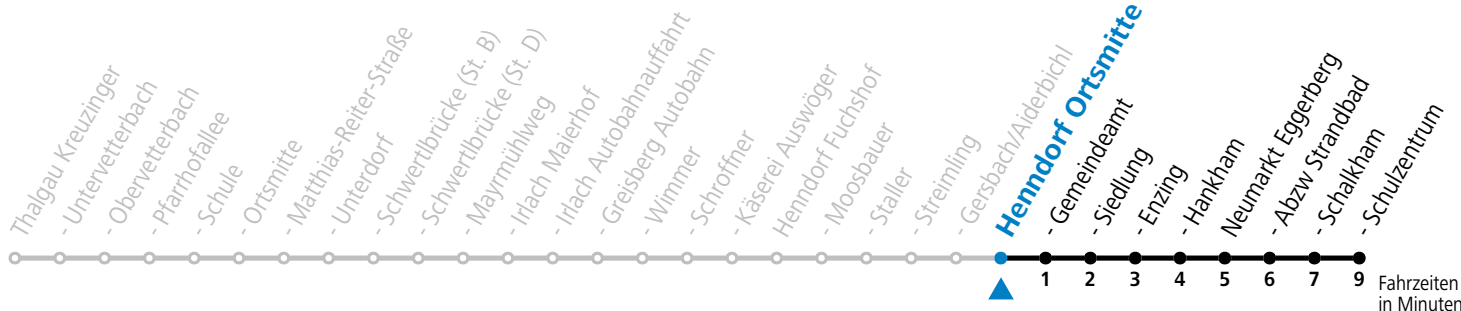 Thalgau Kreuzinger
- Untervetterbach
- Obervetterbach
- Pfarrhofallee
- Schule
- Ortsmitte
- Matthias-Reiter-Straße
- Unterdorf
- Schwertlbrücke (St. B)
- Schwertlbrücke (St. D)
- Mayrmühlweg
- Irlach Maierhof
- Irlach Autobahnauffahrt
- Greisberg Autobahn
- Wimmer
- Schroffner
- Käserei Auswöger
Henndorf Fuchshof
- Moosbauer
- Staller
- Streimling
- Gersbach/Aiderbichl
Henndorf Ortsmitte
- Gemeindeamt
- Siedlung
- Enzing
- Hankham
Neumarkt Eggerberg
- Abzw Strandbad
- Schalkham
- Schulzentrum
1 2 3 4 5 6 7 9
Fahrzeiten
in Minuten